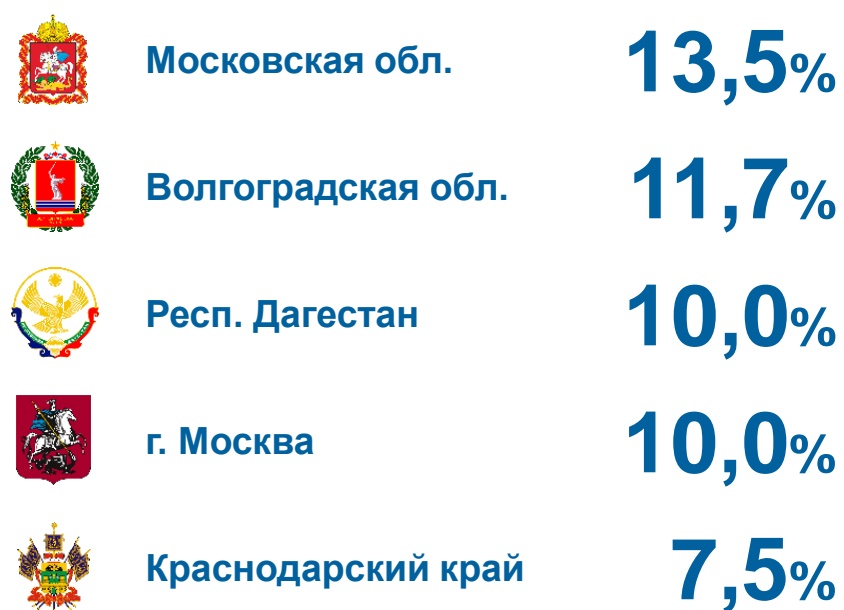 Московская обл. 13,5%
Волгоградская обл. 11,7%
Респ. Дагестан 10,0%
г. Москва 10,0%
Краснодарский край 7,5%